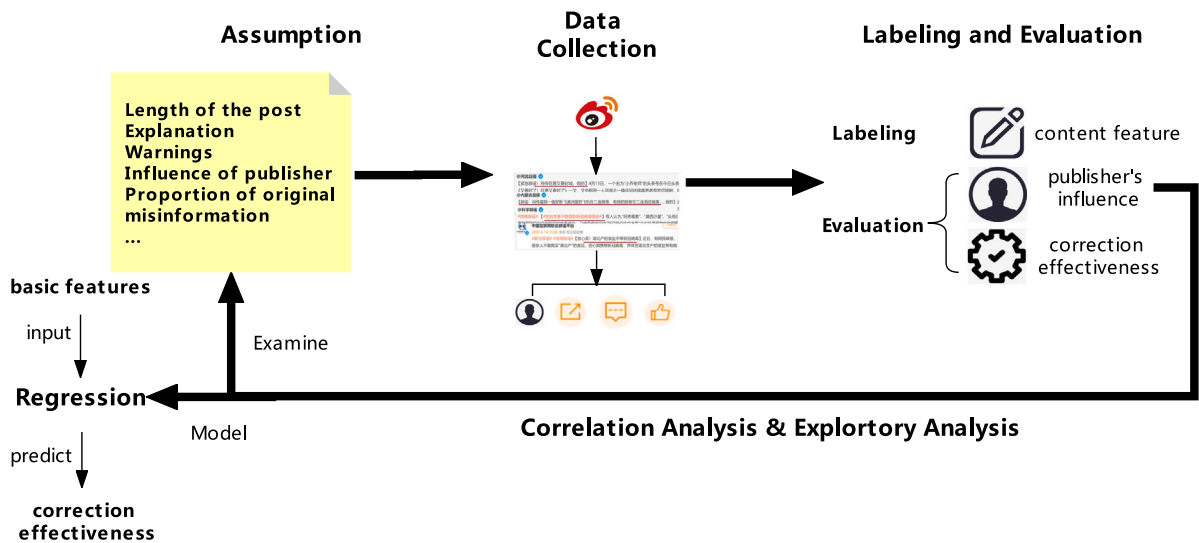 Assumption
Data
Collection
Labeling and Evaluation
Length of the post
Explanation
Warnings
Influence of publisher
Proportion of original
misinformation
...
Labeling
content feature
publisher's
influence
Evaluation
correction
effectiveness
basic features
input
Examine
Regression
Model
Correlation Analysis & Explortory Analysis
predict
correction
effectiveness